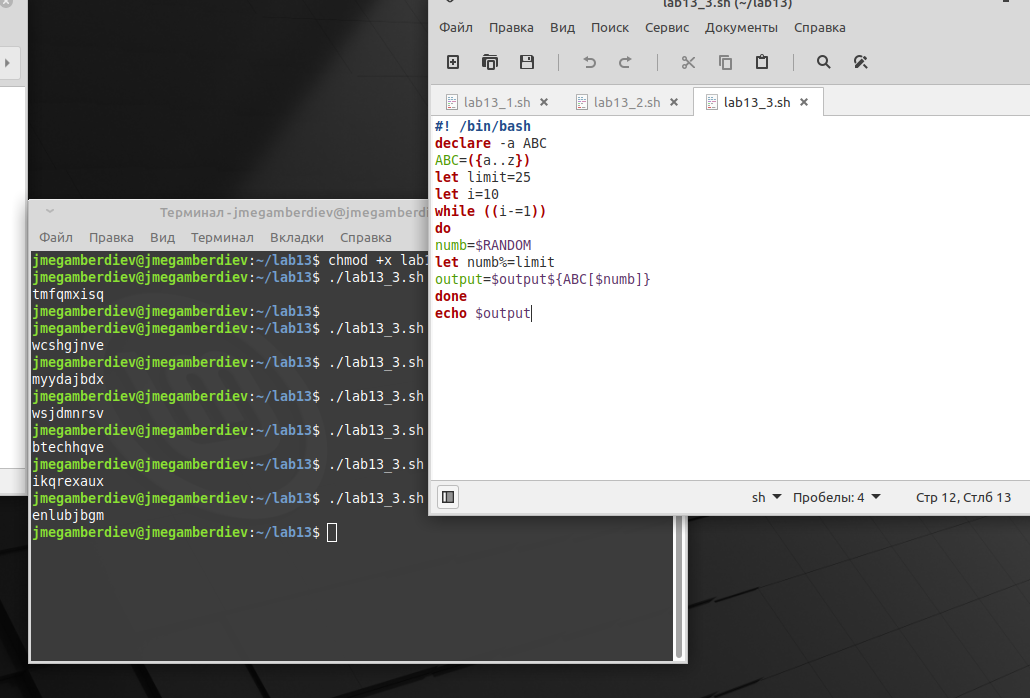 lab13_3.sh (~/lab13)
Файл Правка Вид Поиск Сервис Документы Справка
lab13_1.sh lab13_2.sh lab13_3.sh
#! /bin/bash
declare -a ABC
ABC=({a..z})
let limit=25
let i=10
while ((i-=1))
do
numb=$RANDOM
let numb%=limit
output=$output${ABC[$numb]}
done
echo $output
sh Пробелы: 4 Стр 12, Стлб 13
Терминал - jmegamberdiev@jmegamberdi
Файл Правка Вид Терминал Вкладки Справка
jmegamberdiev@jmegamberdiev:~/lab13$ chmod +x lab1
jmegamberdiev@jmegamberdiev:~/lab13$ ./lab13_3.sh
tmfqmxisq
jmegamberdiev@jmegamberdiev:~/lab13$
jmegamberdiev@jmegamberdiev:~/lab13$ ./lab13_3.sh
wcshgjnve
jmegamberdiev@jmegamberdiev:~/lab13$ ./lab13_3.sh
myydajbdx
jmegamberdiev@jmegamberdiev:~/lab13$ ./lab13_3.sh
wsjdmnrsv
jmegamberdiev@jmegamberdiev:~/lab13$ ./lab13_3.sh
btechhqve
jmegamberdiev@jmegamberdiev:~/lab13$ ./lab13_3.sh
ikqrexaux
jmegamberdiev@jmegamberdiev:~/lab13$ ./lab13_3.sh
enlubjbgm
jmegamberdiev@jmegamberdiev:~/lab13$